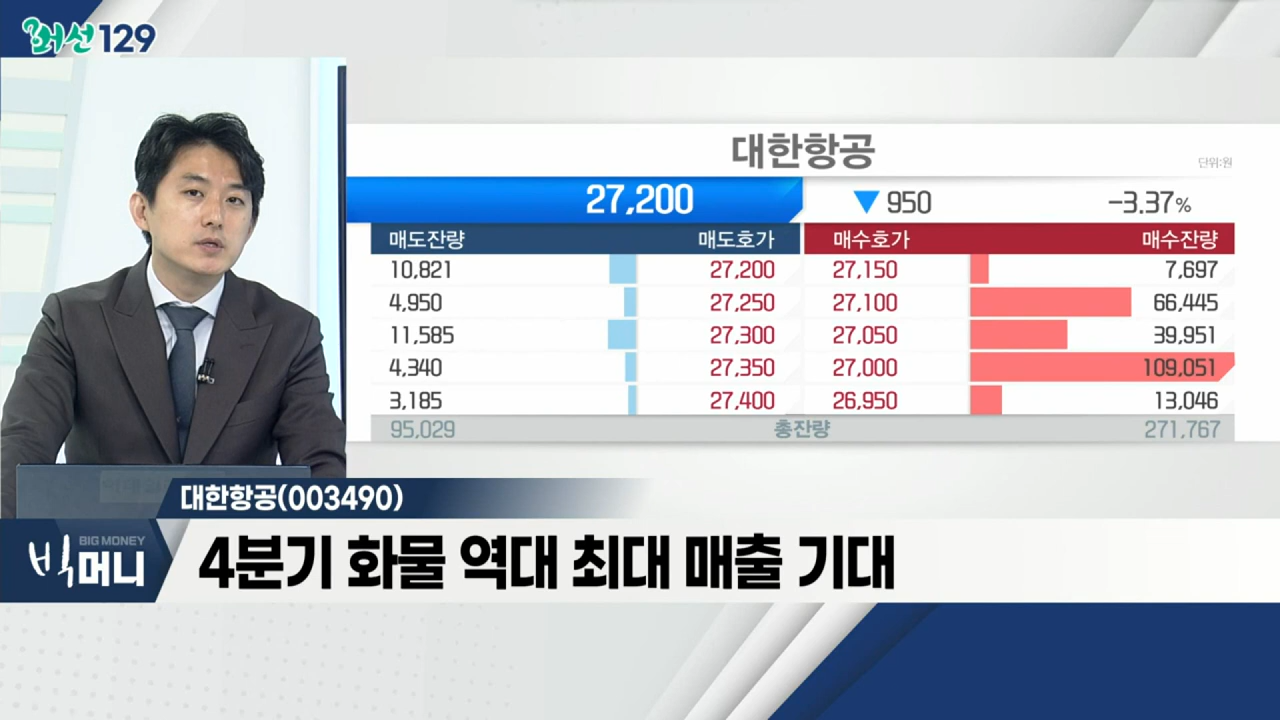 머선129
대한항공
단위:원
27,200 ▼ 950 -3.37%
매도잔량 매도호가 매수호가 매수잔량
10,821 27,200 27,150 7,697
4,950 27,250 27,100 66,445
11,585 27,300 27,050 39,951
4,340 27,350 27,000 109,051
3,185 27,400 26,950 13,046
95,029 총잔량 271,767
대한항공(003490)
BIG MONEY
빅머니
4분기 화물 역대 최대 매출 기대